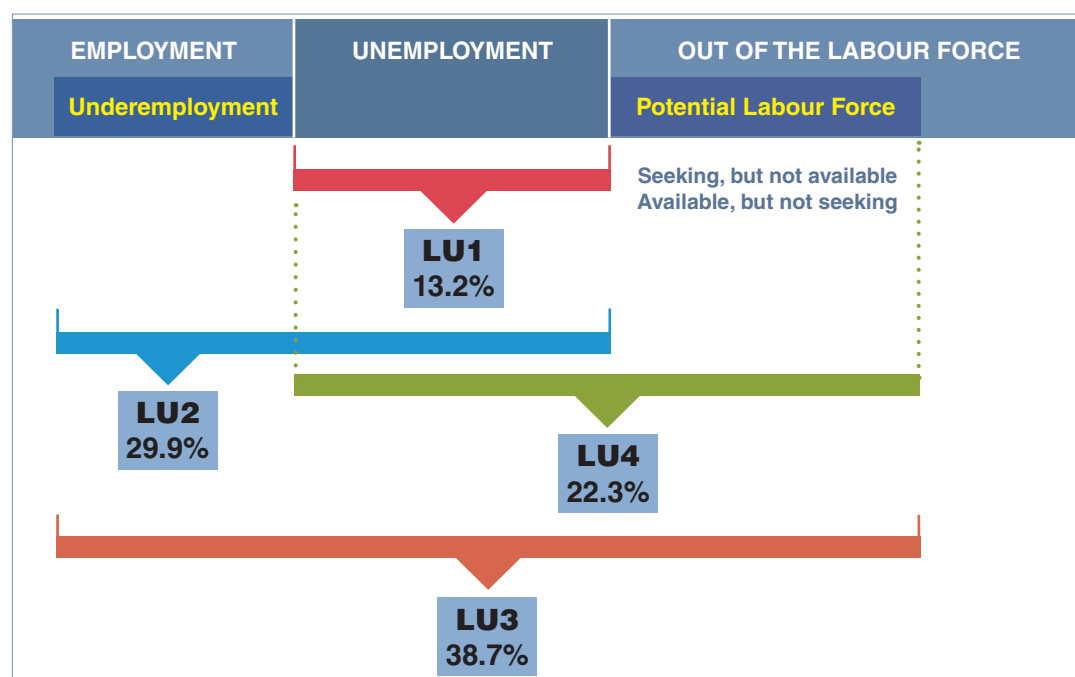 EMPLOYMENT
UNEMPLOYMENT
OUT OF THE LABOUR FORCE
Underemployment
Potential Labour Force
Seeking, but not available
Available, but not seeking
LU1
13.2%
LU2
29.9%
LU4
22.3%
LU3
38.7%